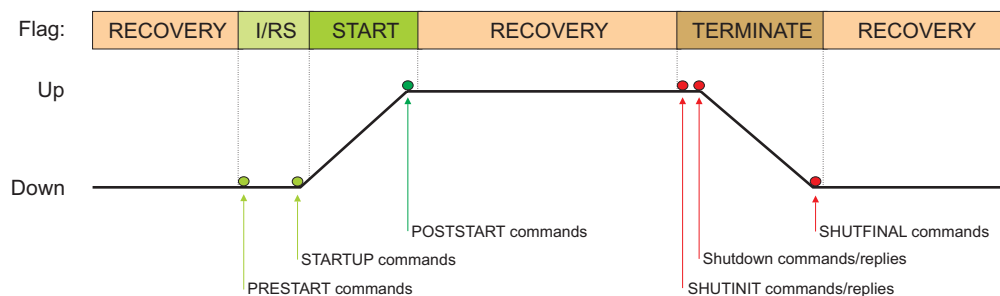 Flag: RECOVERY I/RS START RECOVERY TERMINATE RECOVERY
Up
Down
POSTSTART commands
SHUTFINAL commands
STARTUP commands
Shutdown commands/replies
PRESTART commands
SHUTINIT commands/replies